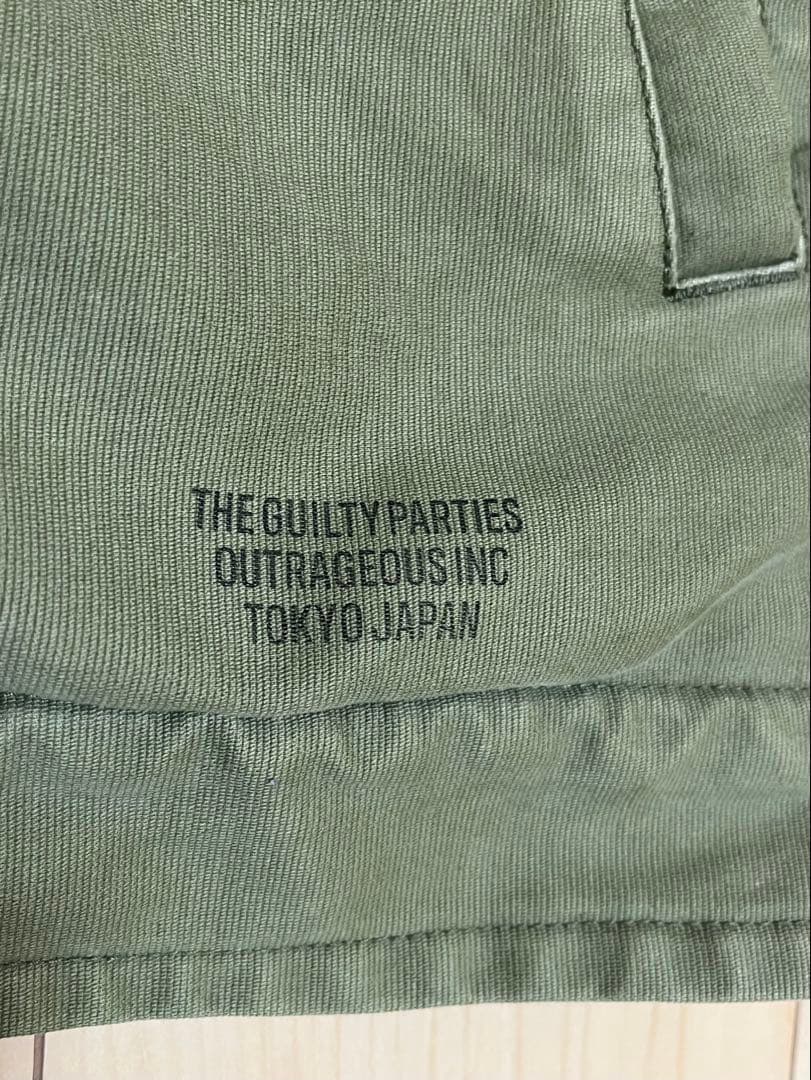 THE GUILTY PARTIES
OUTRAGEOUS INC
TOKYO JAPAN